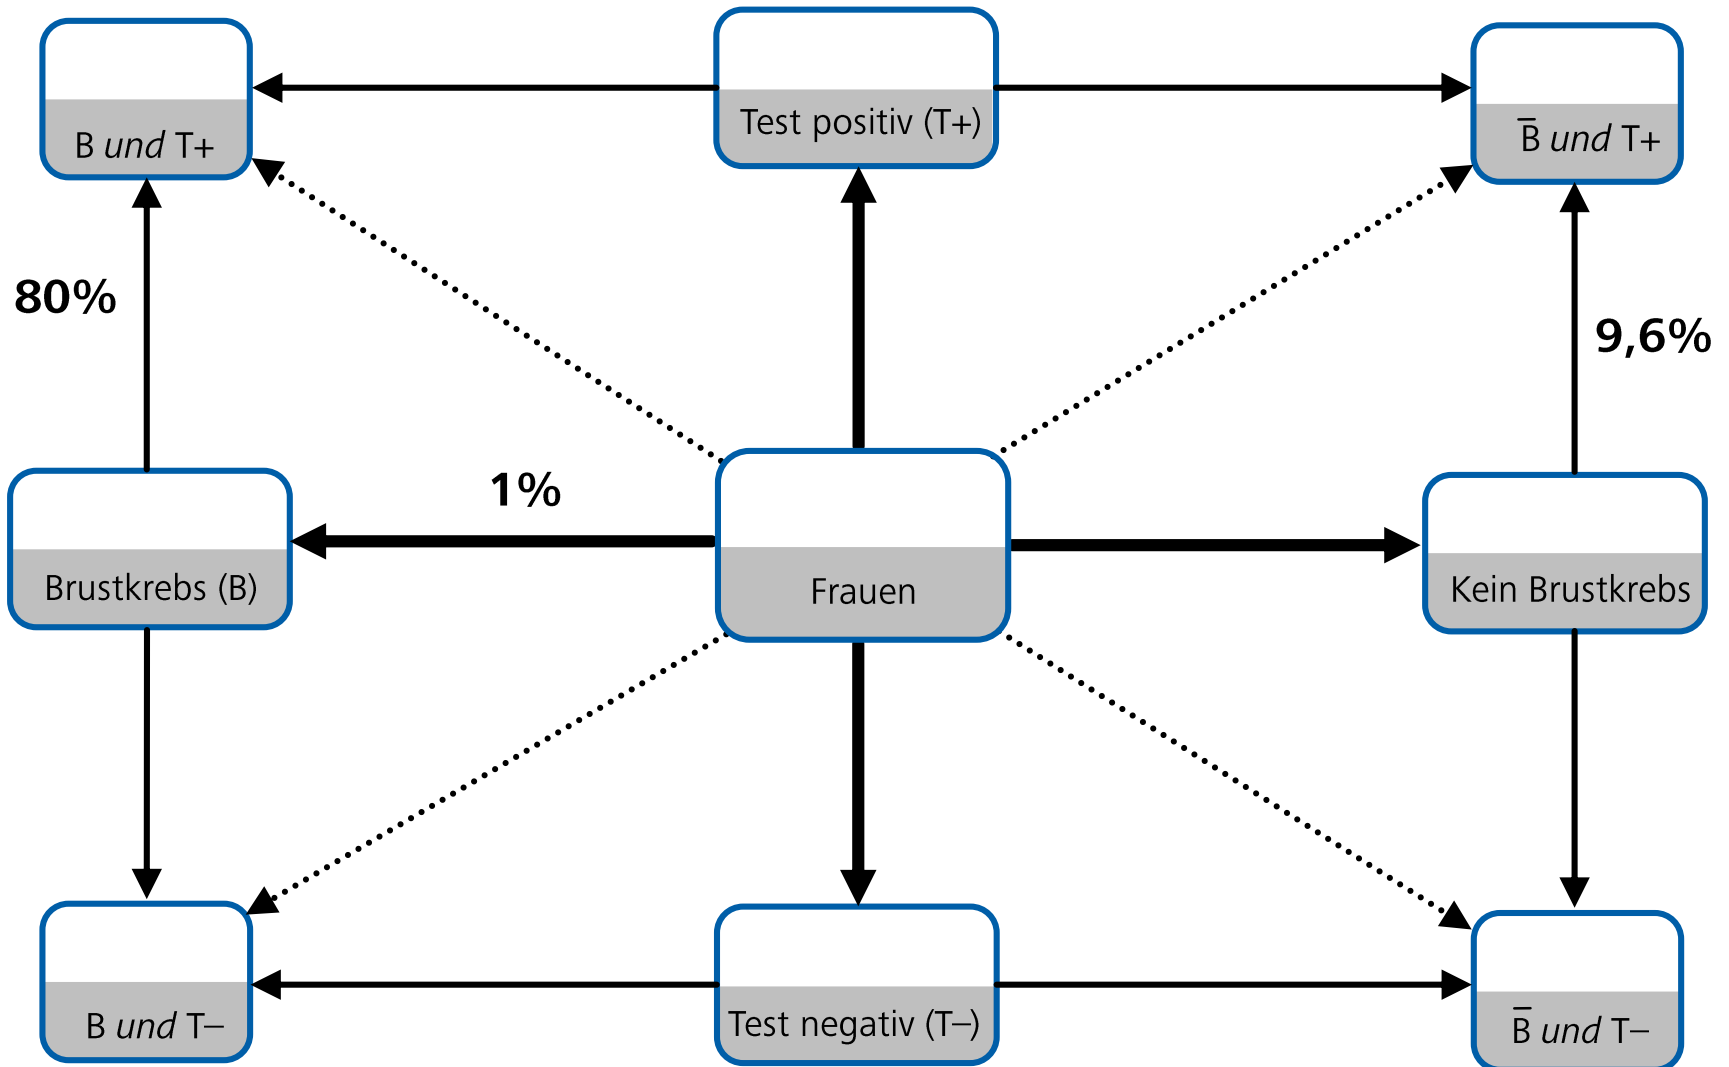 B und T+
Test positiv (T+)
B̅ und T+
80%
9,6%
1%
Brustkrebs (B)
Frauen
Kein Brustkrebs
B und T–
Test negativ (T–)
B̅ und T–